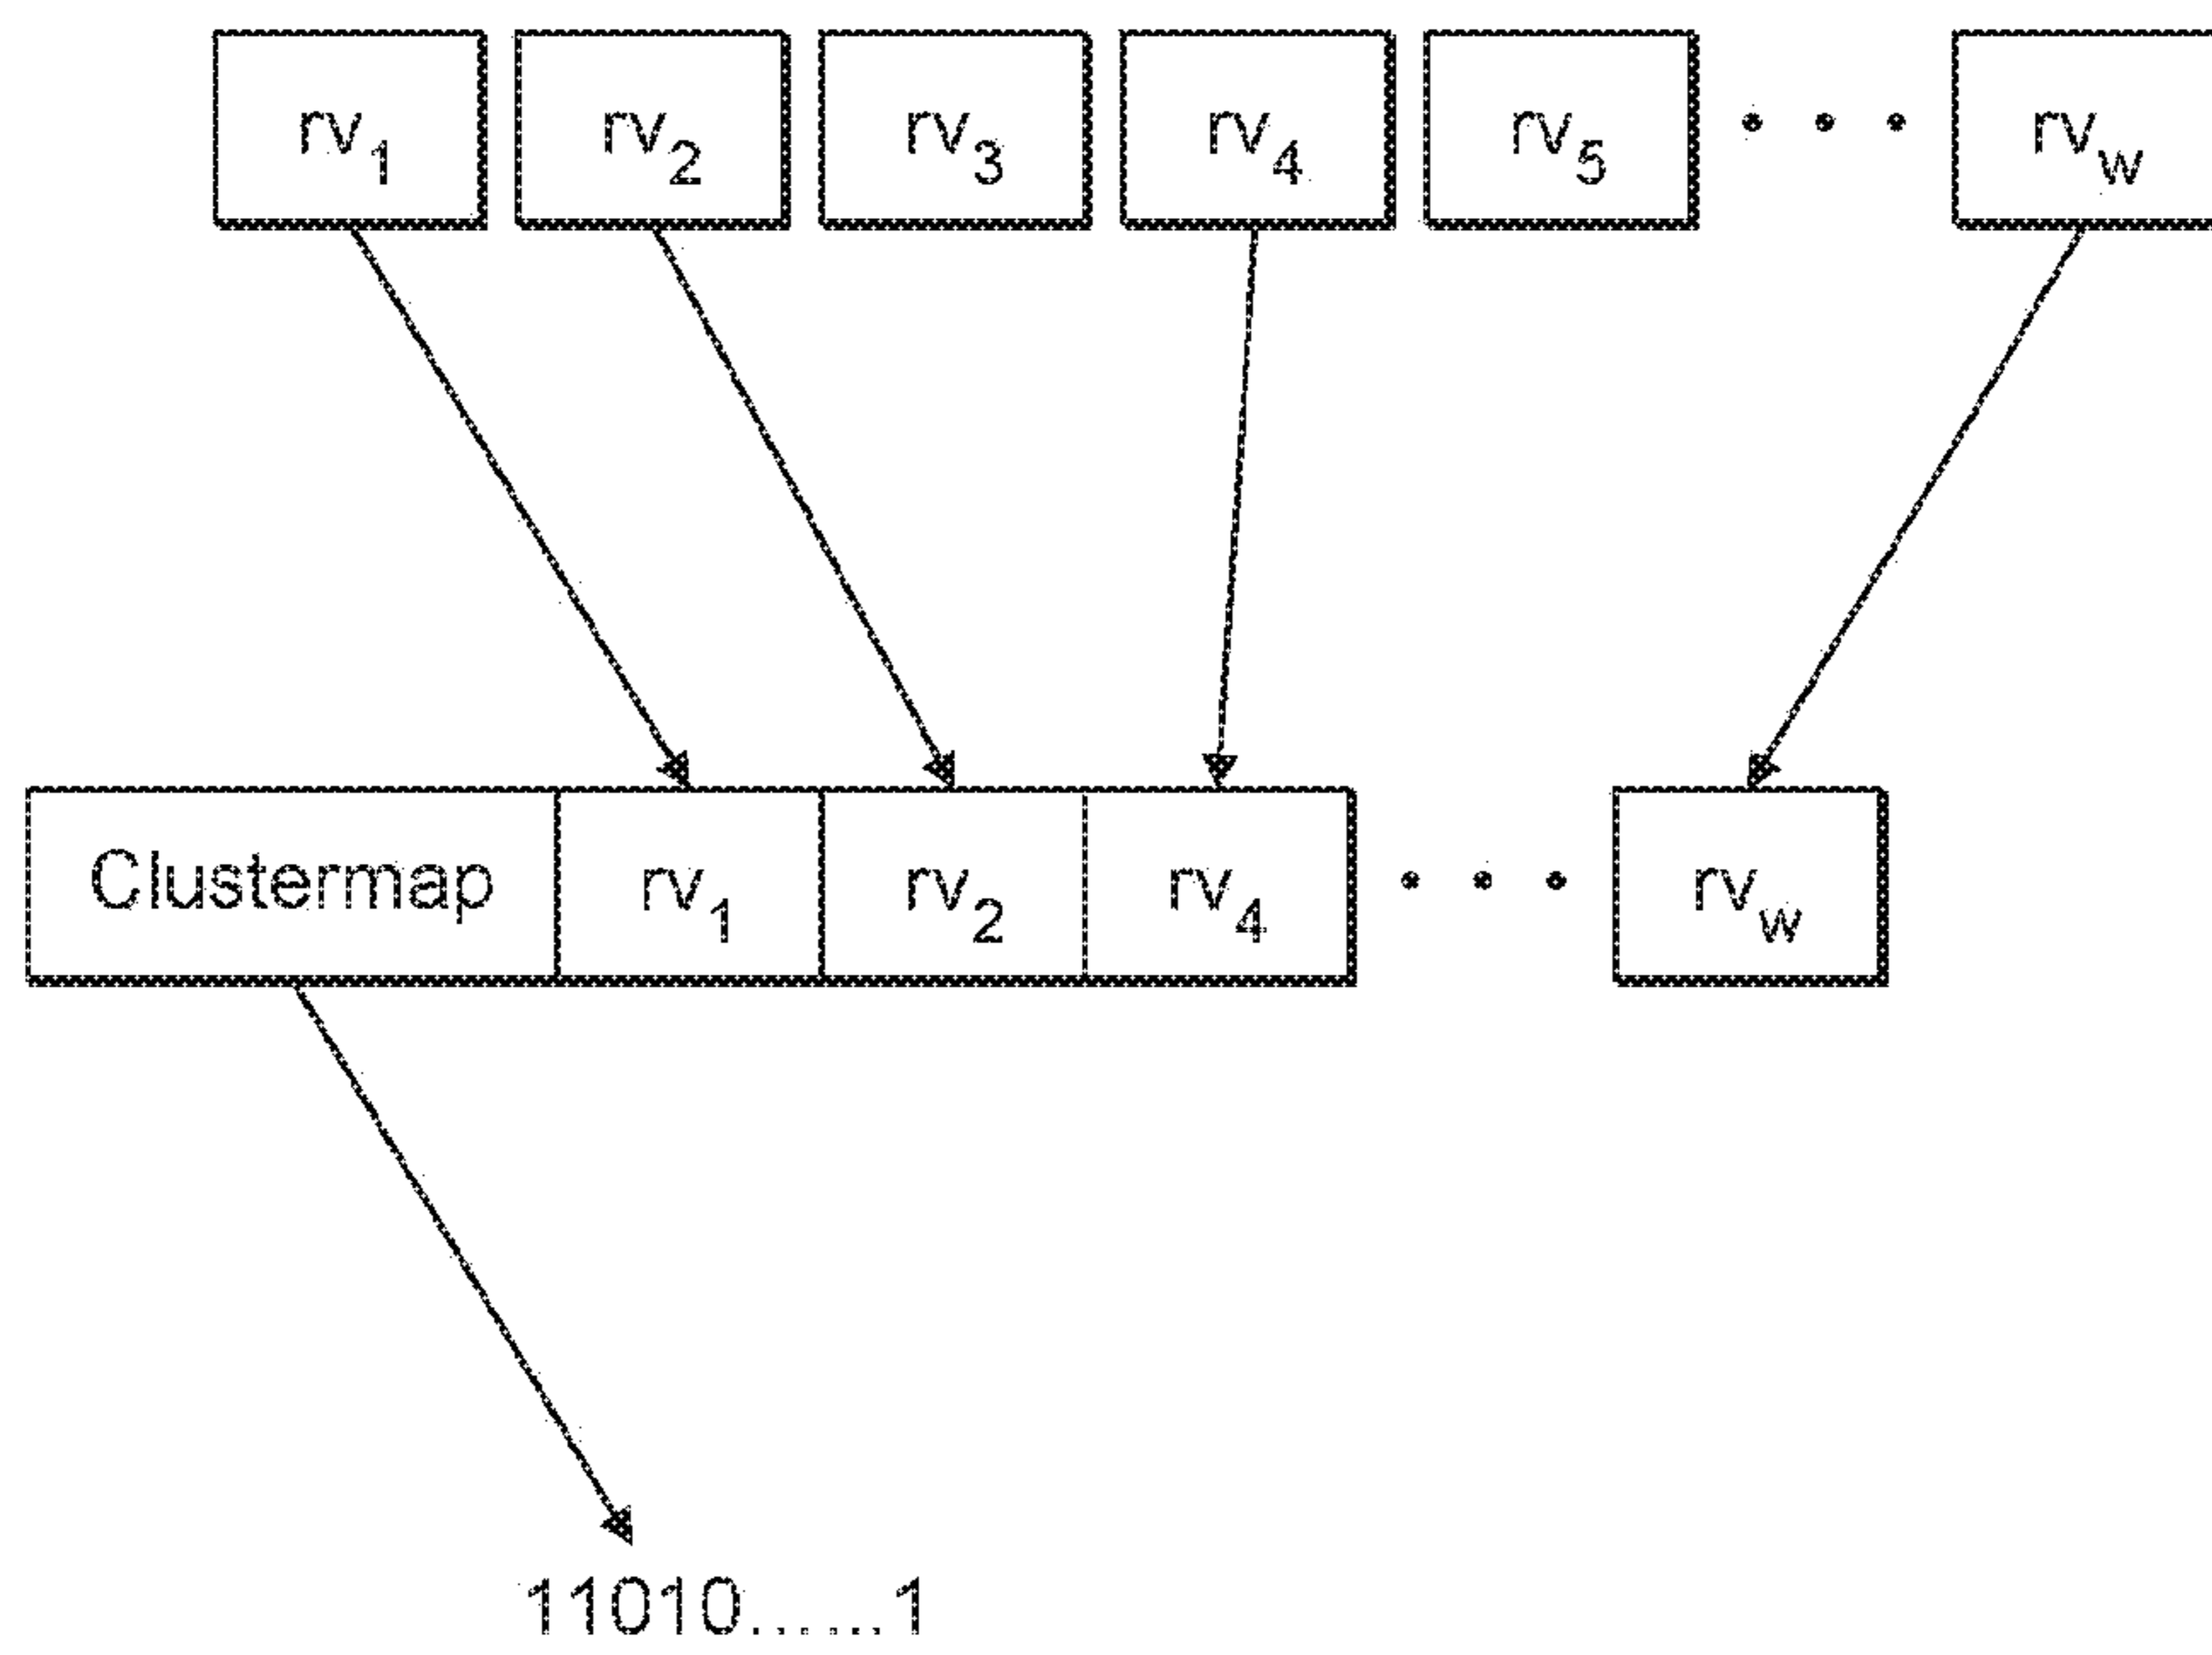 rv1 rv2 rv3 rv4 rv5 • • • rvw
Clustermap rv1 rv2 rv4 • • • rvw
11010......1